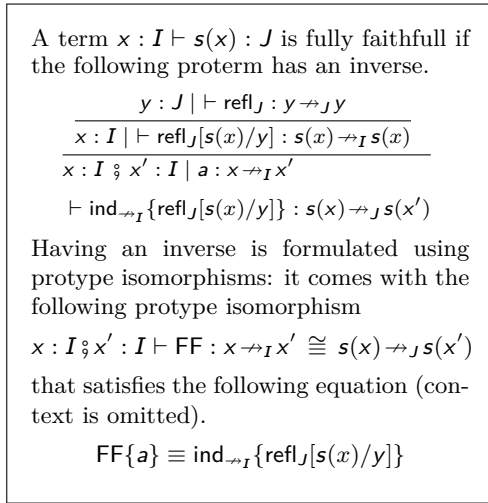 A term x : I ⊢ s(x) : J is fully faithfull if
the following proterm has an inverse.
y : J | ⊢ refl_J : y ↛_J y
x : I | ⊢ refl_J[s(x)/y] : s(x) ↛_I s(x)
x : I ⨟ x′ : I | a : x ↛_I x′
⊢ ind_{↛_I}{refl_J[s(x)/y]} : s(x) ↛_J s(x′)
Having an inverse is formulated using
protype isomorphisms: it comes with the
following protype isomorphism
x : I ⨟ x′ : I ⊢ FF : x ↛_I x′ ≅ s(x) ↛_J s(x′)
that satisfies the following equation (con-
text is omitted).
FF{a} ≡ ind_{↛_I}{refl_J[s(x)/y]}